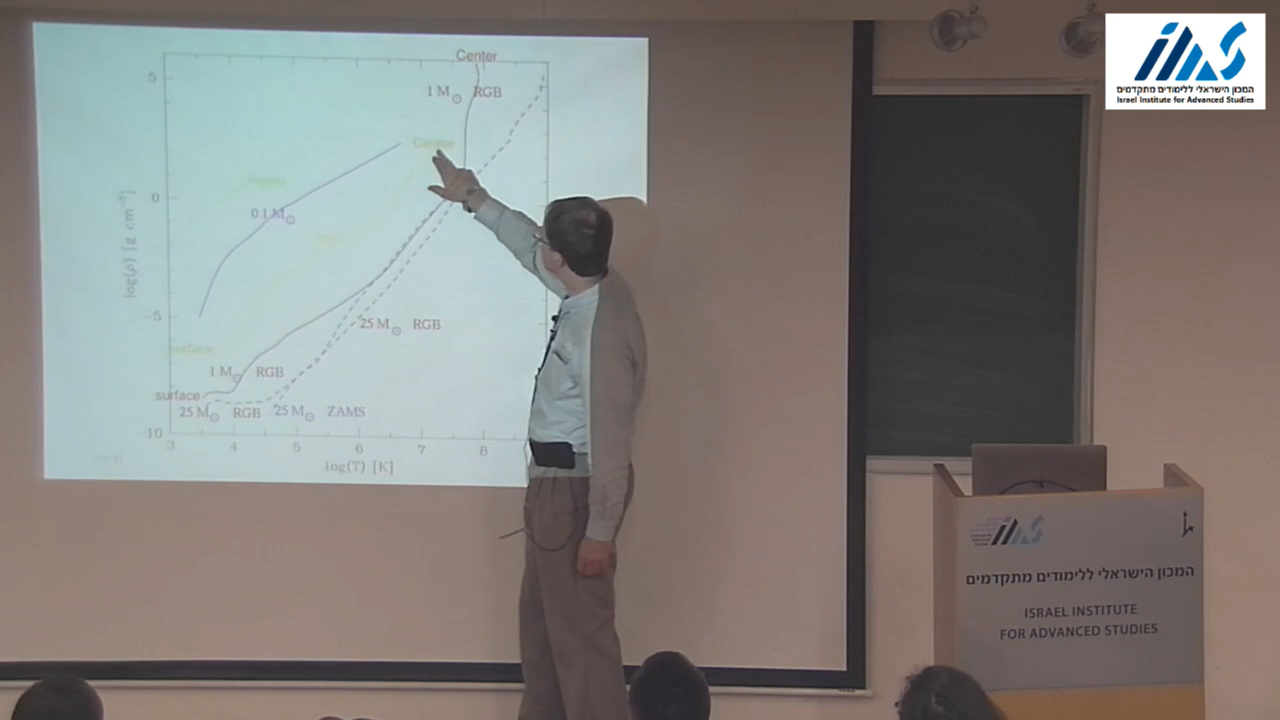 Center
1 M⊙ RGB
5
Center
0
0.1 M⊙
log(ρ) [g cm⁻³]
−5
25 M⊙ RGB
surface
1 M⊙ RGB
surface
25 M⊙ RGB 25 M⊙ ZAMS
−10
3 4 5 6 7 8
log(T) [K]
המכון הישראלי ללימודים מתקדמים
Israel Institute for Advanced Studies
המכון הישראלי ללימודים מתקדמים
ISRAEL INSTITUTE
FOR ADVANCED STUDIES